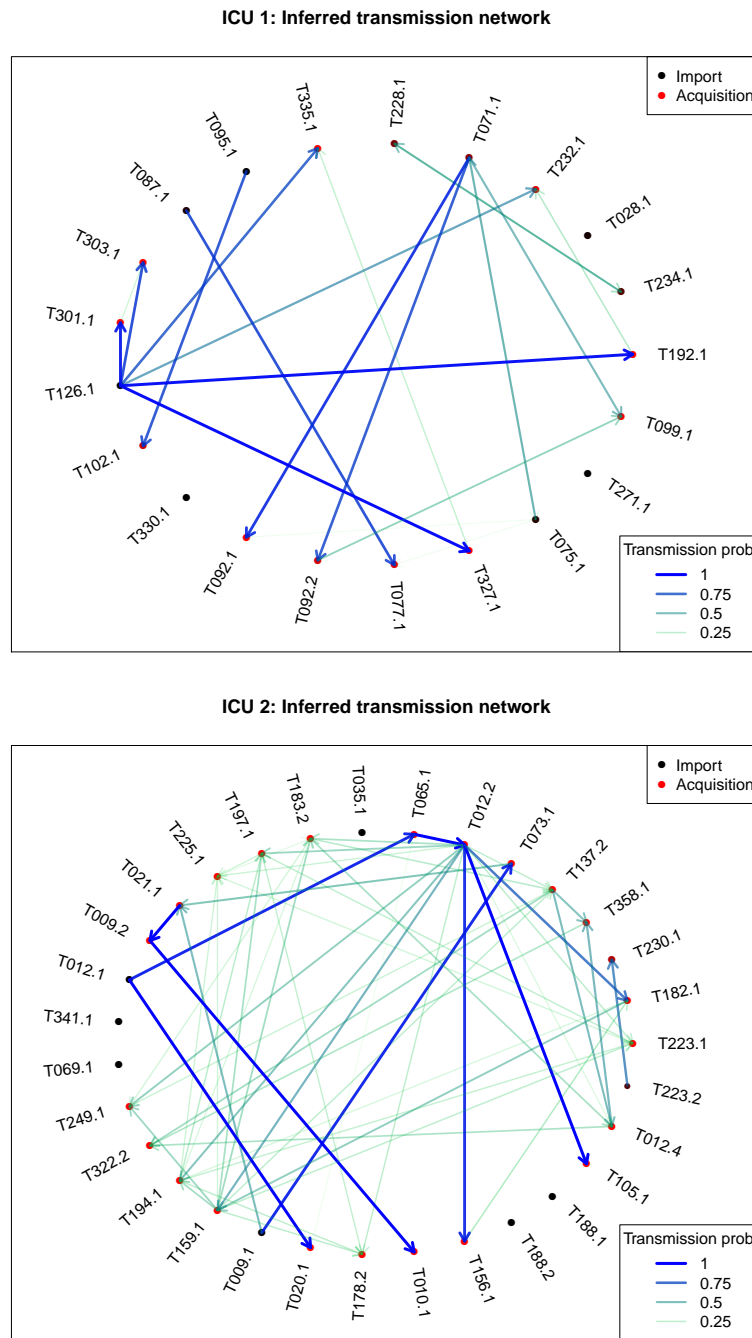 ICU 1: Inferred transmission network
Import
Acquisition
T335.1
T228.1
T071.1
T095.1
T232.1
T087.1
T028.1
T303.1
T234.1
T301.1
T192.1
T126.1
T099.1
T102.1
T271.1
T330.1
T075.1
T092.1
T092.2
T077.1
T327.1
Transmission prob
1
0.75
0.5
0.25
ICU 2: Inferred transmission network
Import
Acquisition
T035.1
T065.1
T183.2
T012.2
T197.1
T073.1
T225.1
T137.2
T021.1
T358.1
T009.2
T230.1
T012.1
T182.1
T341.1
T223.1
T069.1
T223.2
T249.1
T012.4
T322.2
T105.1
T194.1
T188.1
T159.1
T188.2
T009.1
T020.1
T178.2
T010.1
T156.1
Transmission prob
1
0.75
0.5
0.25